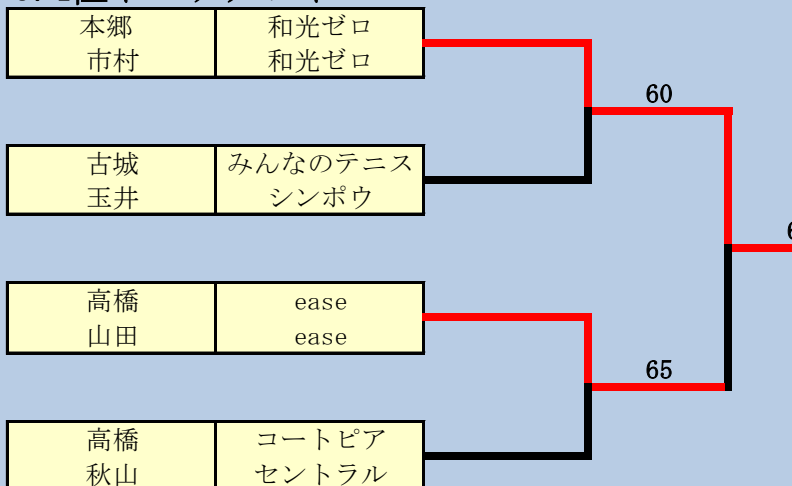 本郷 和光ゼロ
市村 和光ゼロ
60
古城 みんなのテニス
玉井 シンポウ
高橋 ease
山田 ease
65
高橋 コートピア
秋山 セントラル